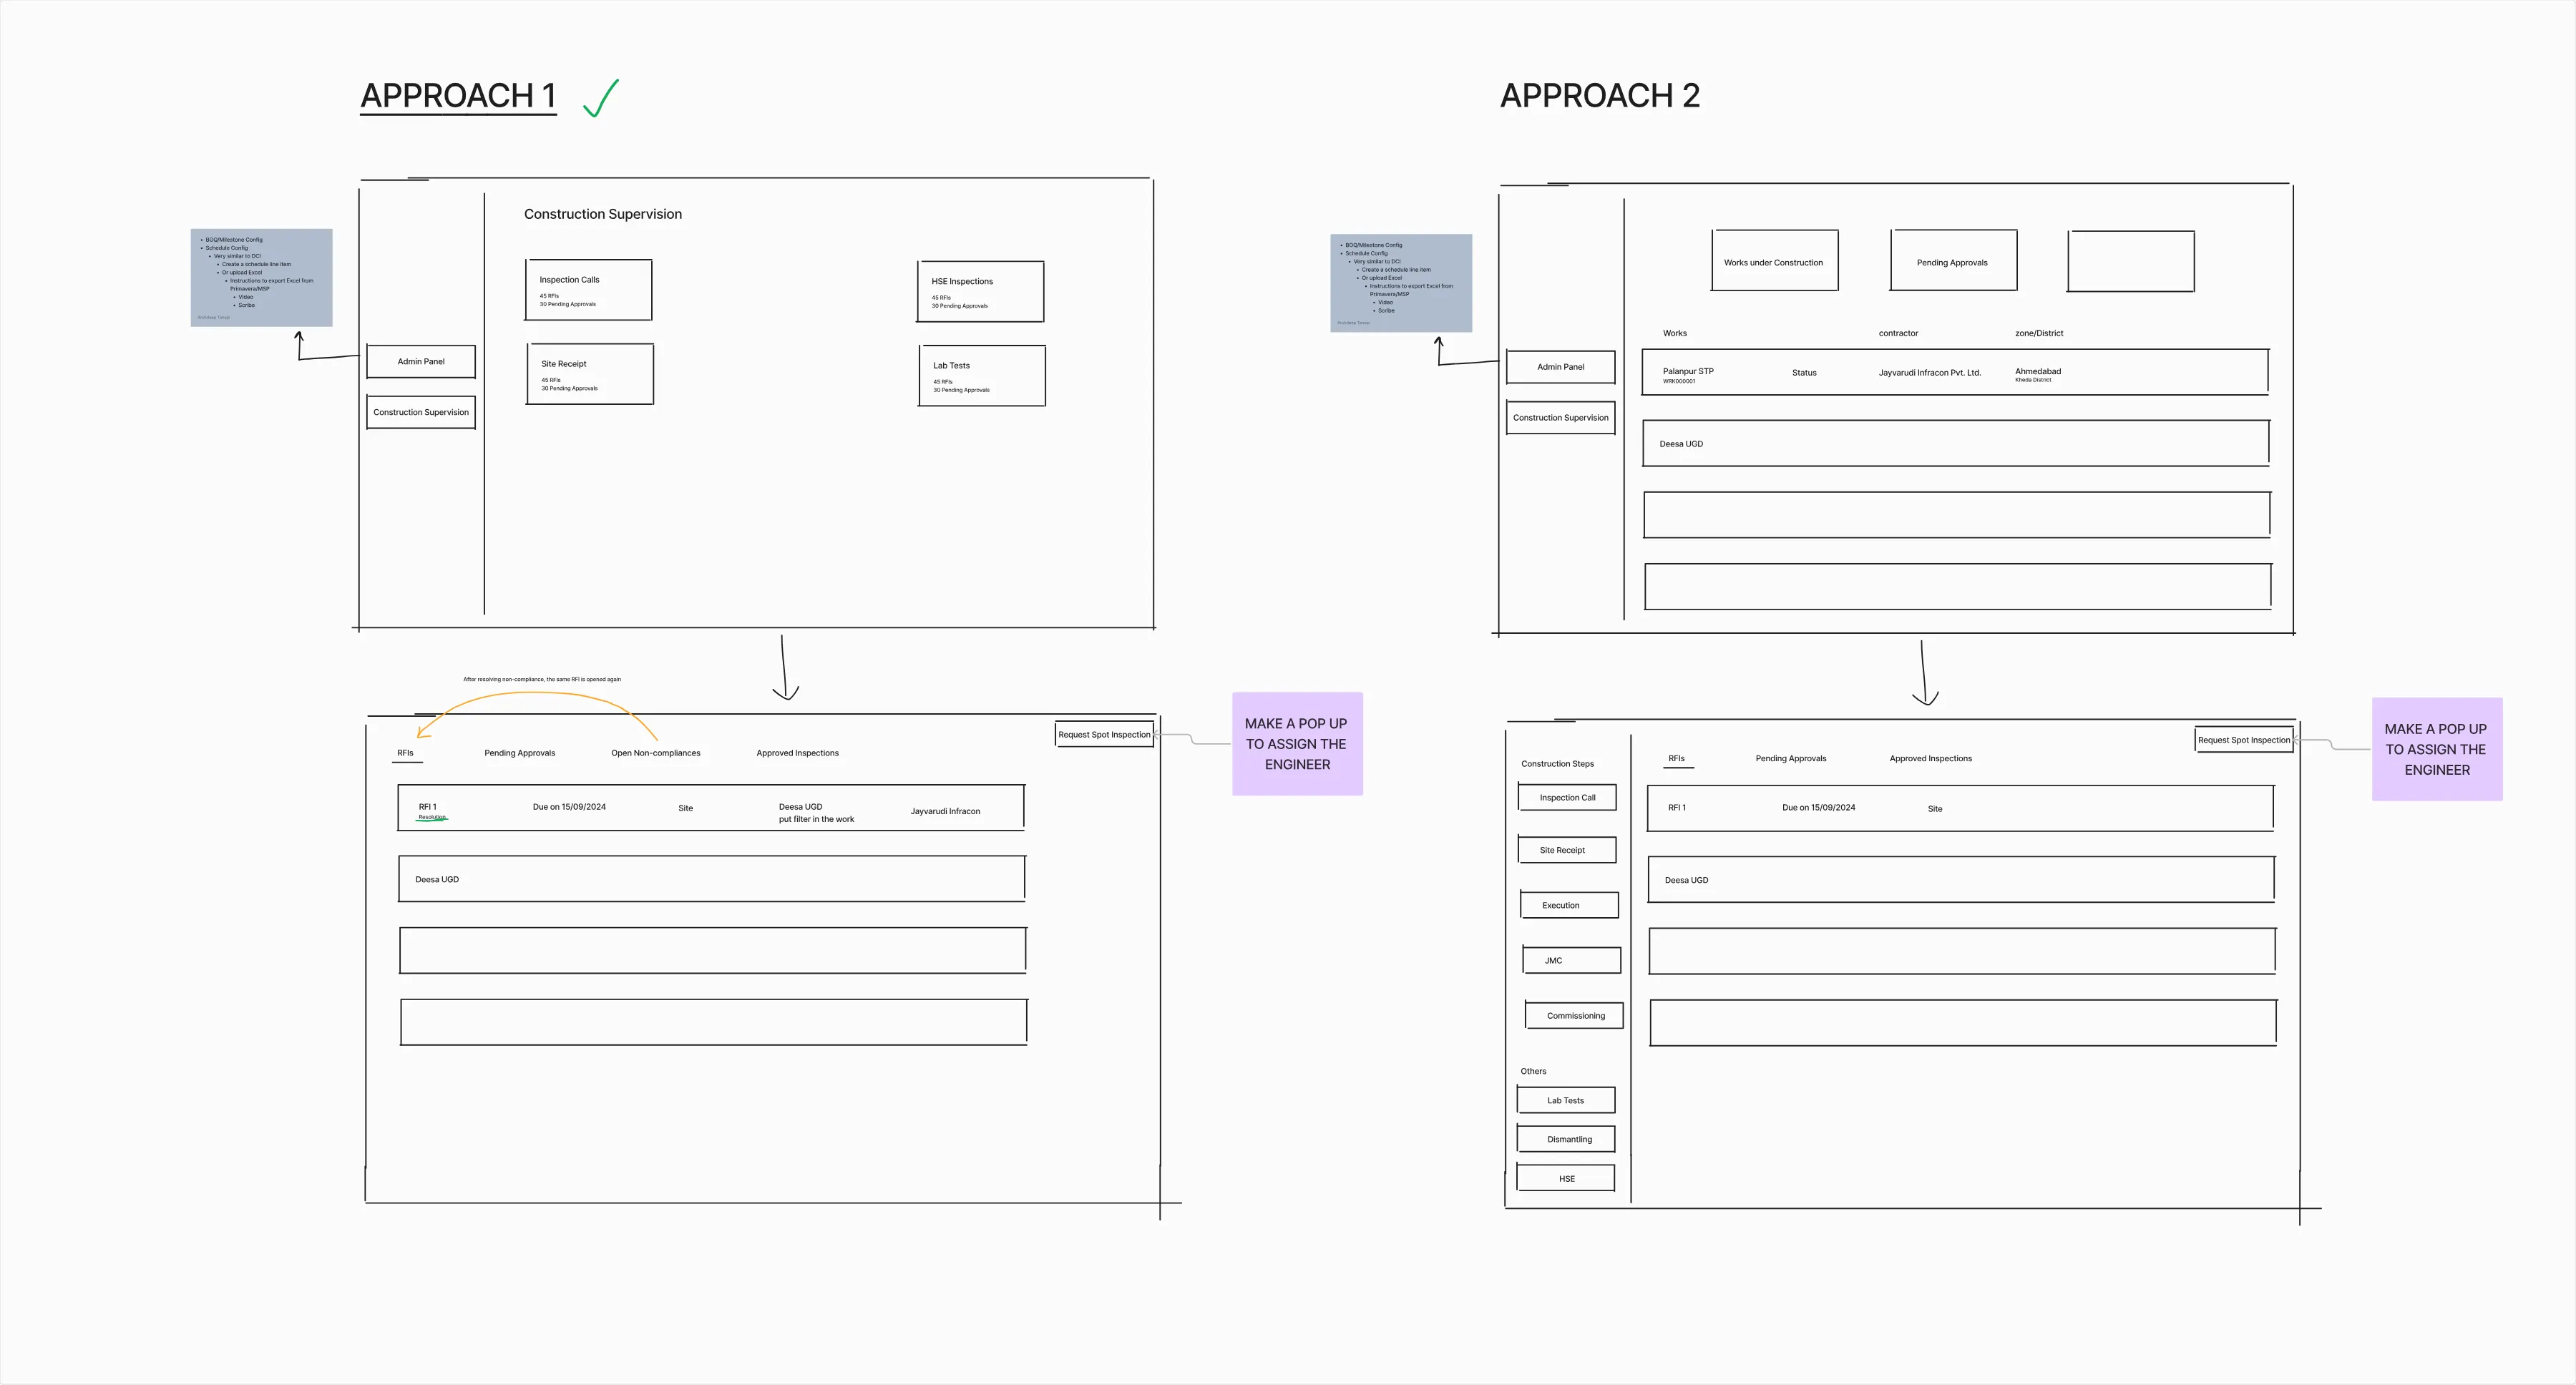 APPROACH 1
Construction Supervision
BOQ/Milestone Config
Schedule Config
Very similar to DCI
Create a schedule line item
Or upload Excel
Instructions to export Excel from
Primavera/MSP
Video
Scribe
Inspection Calls
45 RFIs
30 Pending Approvals
HSE Inspections
45 RFIs
30 Pending Approvals
Site Receipt
45 RFIs
30 Pending Approvals
Lab Tests
45 RFIs
30 Pending Approvals
Admin Panel
Construction Supervision
After resolving non-compliance, the same RFI is opened again
Request Spot Inspection
MAKE A POP UP
TO ASSIGN THE
ENGINEER
RFIs
Pending Approvals
Open Non-compliances
Approved Inspections
RFI 1
Resolution
Due on 15/09/2024
Site
Deesa UGD
put filter in the work
Jayvarudi Infracon
Deesa UGD
APPROACH 2
BOQ/Milestone Config
Schedule Config
Very similar to DCI
Create a schedule line item
Or upload Excel
Instructions to export Excel from
Primavera/MSP
Video
Scribe
Works under Construction
Pending Approvals
Works
contractor
zone/District
Admin Panel
Construction Supervision
Palanpur STP
WRK000001
Status
Jayvarudi Infracon Pvt. Ltd.
Ahmedabad
Kheda District
Deesa UGD
Request Spot Inspection
MAKE A POP UP
TO ASSIGN THE
ENGINEER
Construction Steps
Inspection Call
Site Receipt
Execution
JMC
Commissioning
Others
Lab Tests
Dismantling
HSE
RFIs
Pending Approvals
Approved Inspections
RFI 1
Due on 15/09/2024
Site
Deesa UGD